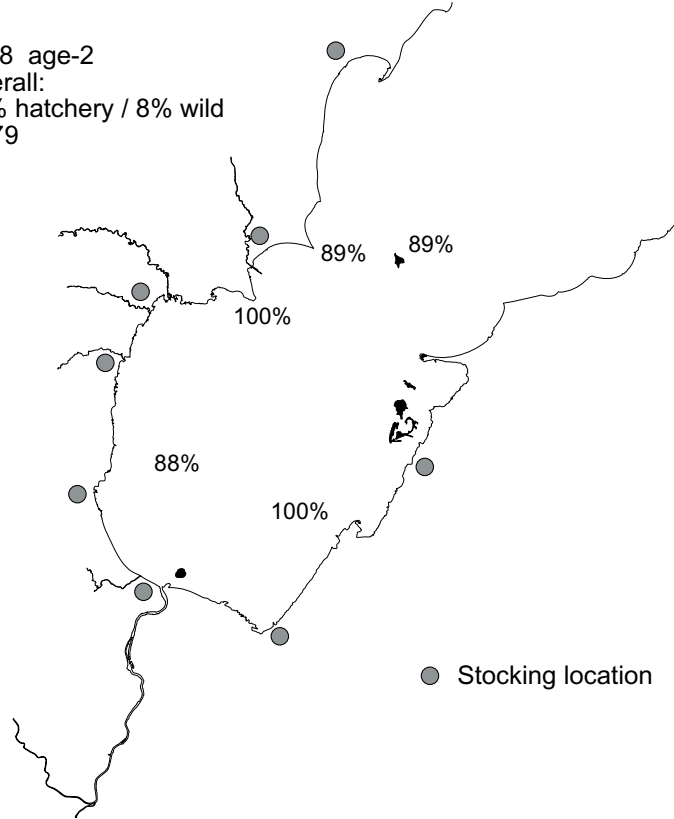 8 age-2
erall:
% hatchery / 8% wild
79
89%
89%
100%
88%
100%
Stocking location